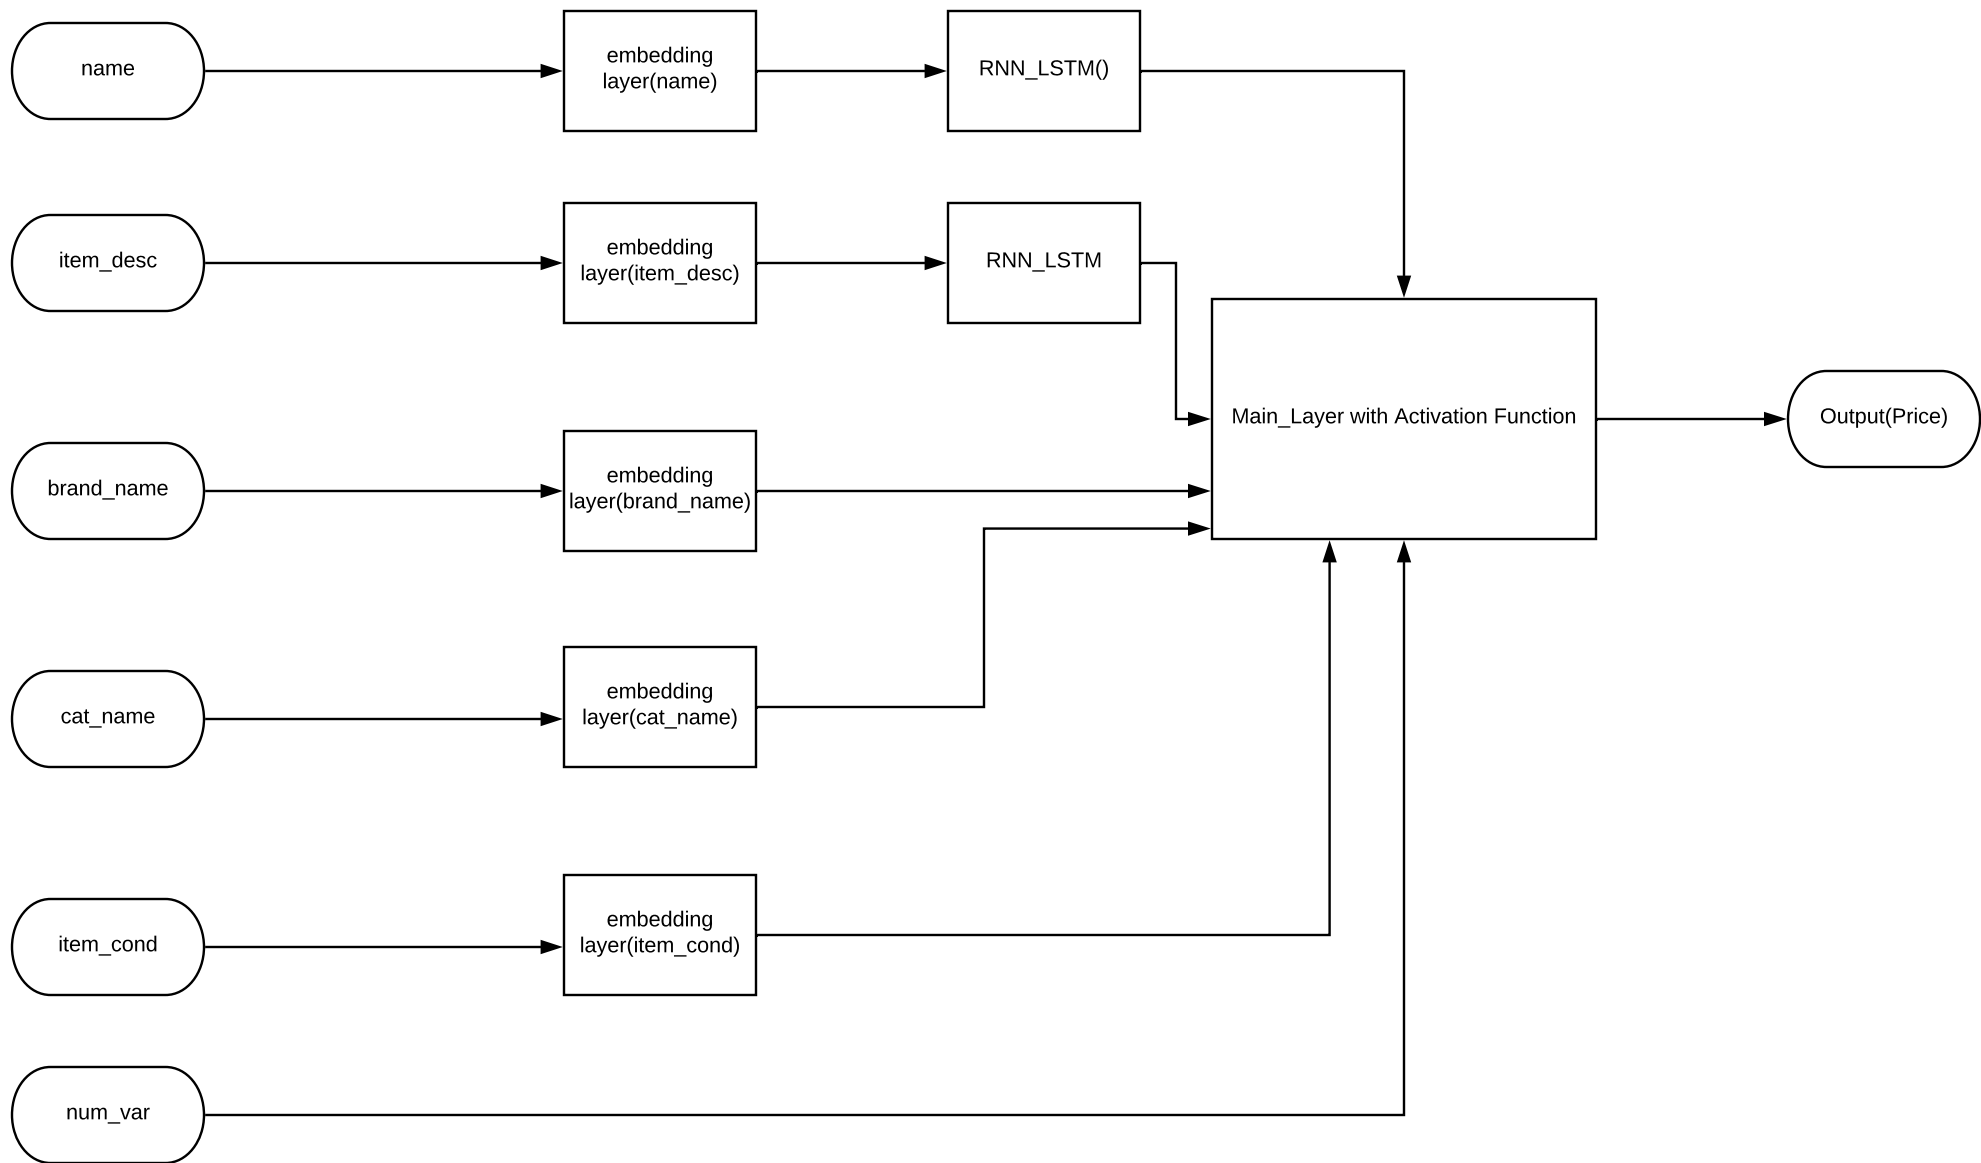 name
embedding
layer(name)
RNN_LSTM()
item_desc
embedding
layer(item_desc)
RNN_LSTM
Main_Layer with Activation Function
Output(Price)
brand_name
embedding
layer(brand_name)
cat_name
embedding
layer(cat_name)
item_cond
embedding
layer(item_cond)
num_var